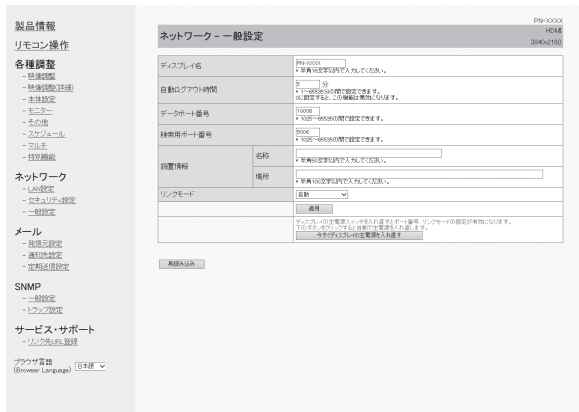 製品情報
リモコン操作
各種調整
- 映像調整
- 映像調整(詳細)
- 本体設定
- モニター
- その他
- スケジュール
- マルチ
- 特別機能
ネットワーク
- LAN設定
- セキュリティ設定
- 一般設定
メール
- 発信元設定
- 通知先設定
- 定期送信設定
SNMP
- 一般設定
- トラップ設定
サービス・サポート
- リンク先URL登録
ブラウザ言語
(Browser Language) 日本語
PN-XXXX
HDMI
3840x2160
ネットワーク - 一般設定
ディスプレイ名
PN-XXXX
* 半角16文字以内で入力してください。
自動ログアウト時間
5 分
* 1~65535分の間で設定できます。
0に設定すると、この機能は無効になります。
データポート番号
10008
* 1025~65535の間で設定できます。
検索用ポート番号
5006
* 1025~65535の間で設定できます。
設置情報
名称
* 半角50文字以内で入力してください。
場所
* 半角100文字以内で入力してください。
リンクモード
自動
適用
ディスプレイの主電源スイッチを入れ直すとポート番号、リンクモードの設定が有効になります。
下のボタンをクリックすると自動で主電源を入れ直します。
今すぐディスプレイの主電源を入れ直す
再読み込み